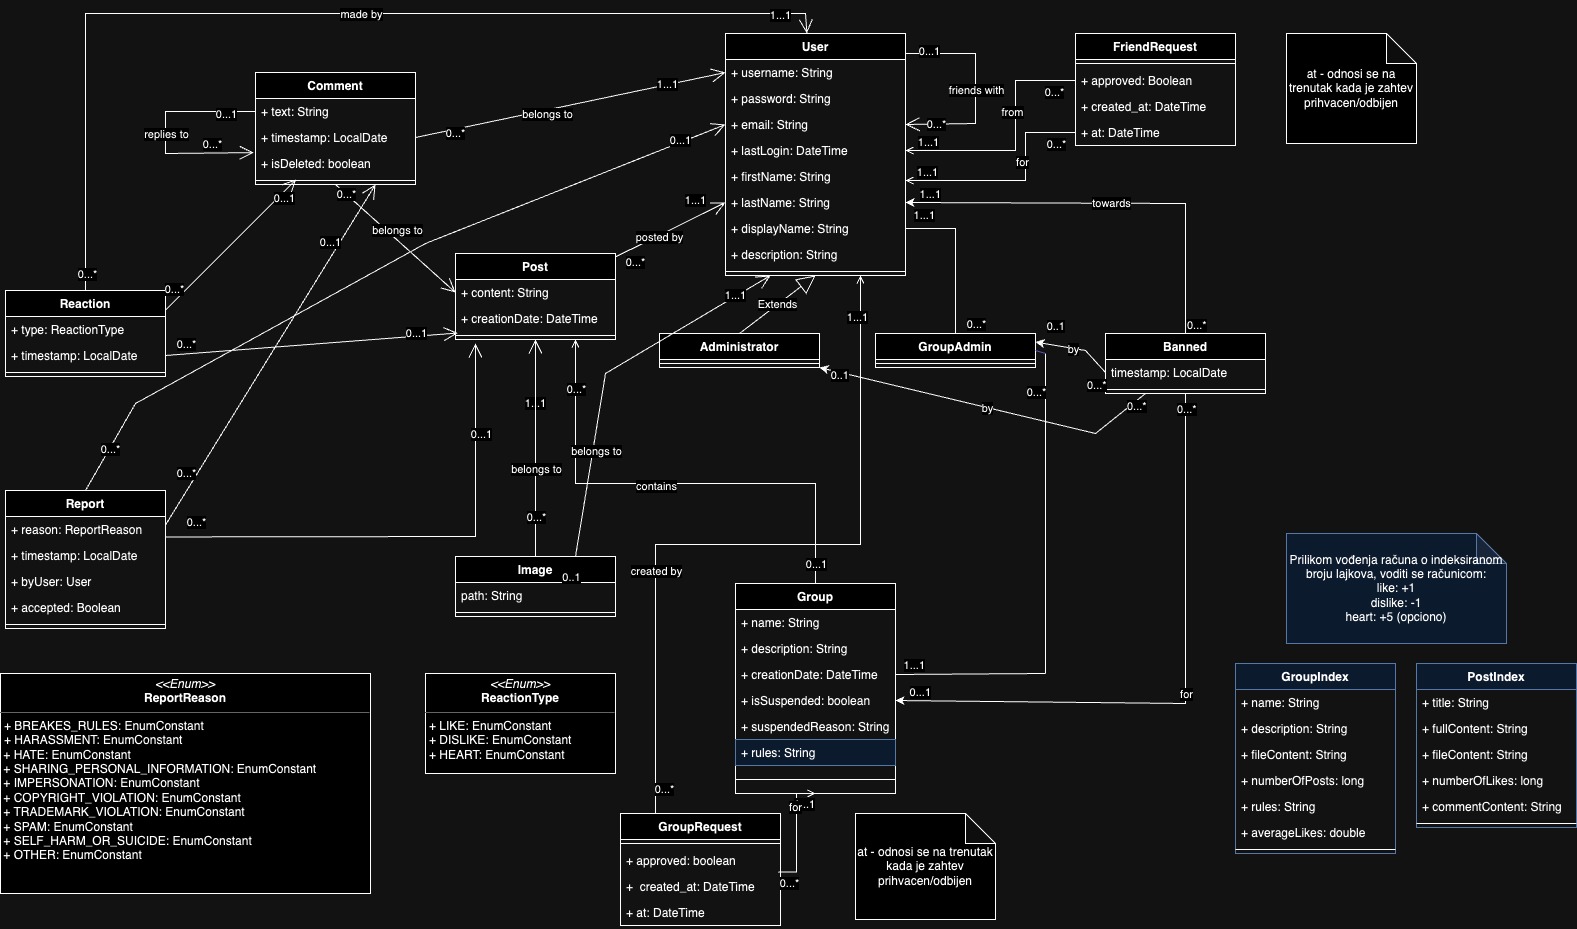 made by
1...1
User
+ username: String
+ password: String
+ email: String
+ lastLogin: DateTime
+ firstName: String
+ lastName: String
+ displayName: String
+ description: String
0...1
friends with
0...*
FriendRequest
+ approved: Boolean
+ created_at: DateTime
+ at: DateTime
0...*
from
1...1
0...*
for
1...1
at - odnosi se na
trenutak kada je zahtev
prihvacen/odbijen
Comment
+ text: String
+ timestamp: LocalDate
+ isDeleted: boolean
0...1
replies to
0...*
0...*
belongs to
1...1
0...1
1...1
towards
1...1
0...1
0...*
belongs to
1...1
posted by
0...*
0...1
0...*
Reaction
+ type: ReactionType
+ timestamp: LocalDate
0...*
0...*
0...1
Post
+ content: String
+ creationDate: DateTime
1...1
Extends
1...1
Administrator
0...*
GroupAdmin
0..1
by
0...*
0...*
Banned
timestamp: LocalDate
0..1
by
0...*
0...*
0...*
0...*
1...1
0...1
belongs to
belongs to
0...*
contains
0...*
0...*
0...*
Report
+ reason: ReportReason
+ timestamp: LocalDate
+ byUser: User
+ accepted: Boolean
Image
0..1
path: String
created by
0...1
Group
+ name: String
+ description: String
+ creationDate: DateTime
+ isSuspended: boolean
+ suspendedReason: String
+ rules: String
1...1
0...1
for
Prilikom vođenja računa o indeksiranom
broju lajkova, voditi se računicom:
like: +1
dislike: -1
heart: +5 (opciono)
<<Enum>>
ReportReason
+ BREAKES_RULES: EnumConstant
+ HARASSMENT: EnumConstant
+ HATE: EnumConstant
+ SHARING_PERSONAL_INFORMATION: EnumConstant
+ IMPERSONATION: EnumConstant
+ COPYRIGHT_VIOLATION: EnumConstant
+ TRADEMARK_VIOLATION: EnumConstant
+ SPAM: EnumConstant
+ SELF_HARM_OR_SUICIDE: EnumConstant
+ OTHER: EnumConstant
<<Enum>>
ReactionType
+ LIKE: EnumConstant
+ DISLIKE: EnumConstant
+ HEART: EnumConstant
GroupIndex
+ name: String
+ description: String
+ fileContent: String
+ numberOfPosts: long
+ rules: String
+ averageLikes: double
PostIndex
+ title: String
+ fullContent: String
+ fileContent: String
+ numberOfLikes: long
+ commentContent: String
0...*
for
GroupRequest
+ approved: boolean
+ created_at: DateTime
+ at: DateTime
0...*
at - odnosi se na trenutak
kada je zahtev
prihvacen/odbijen